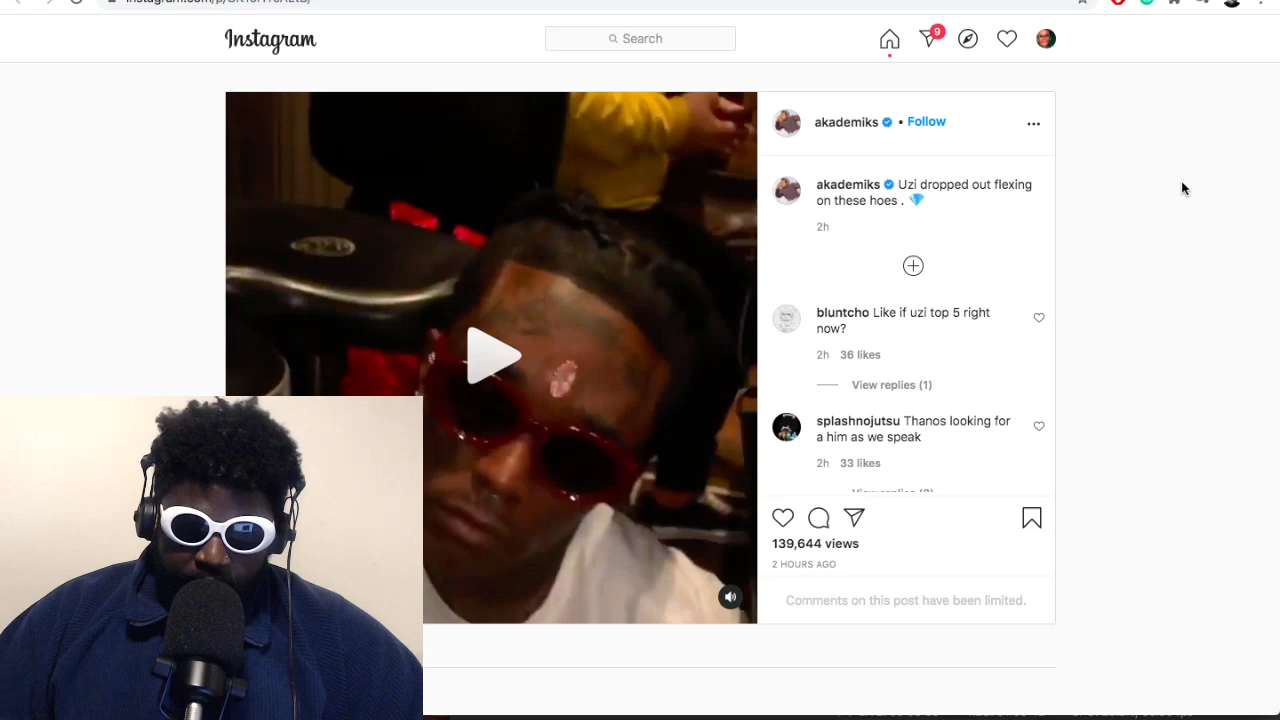 Instagram
Search
9
akademiks • Follow
akademiks Uzi dropped out flexing
on these hoes .
2h
bluntcho Like if uzi top 5 right
now?
2h 36 likes
View replies (1)
splashnojutsu Thanos looking for
a him as we speak
2h 33 likes
139,644 views
2 HOURS AGO
Comments on this post have been limited.